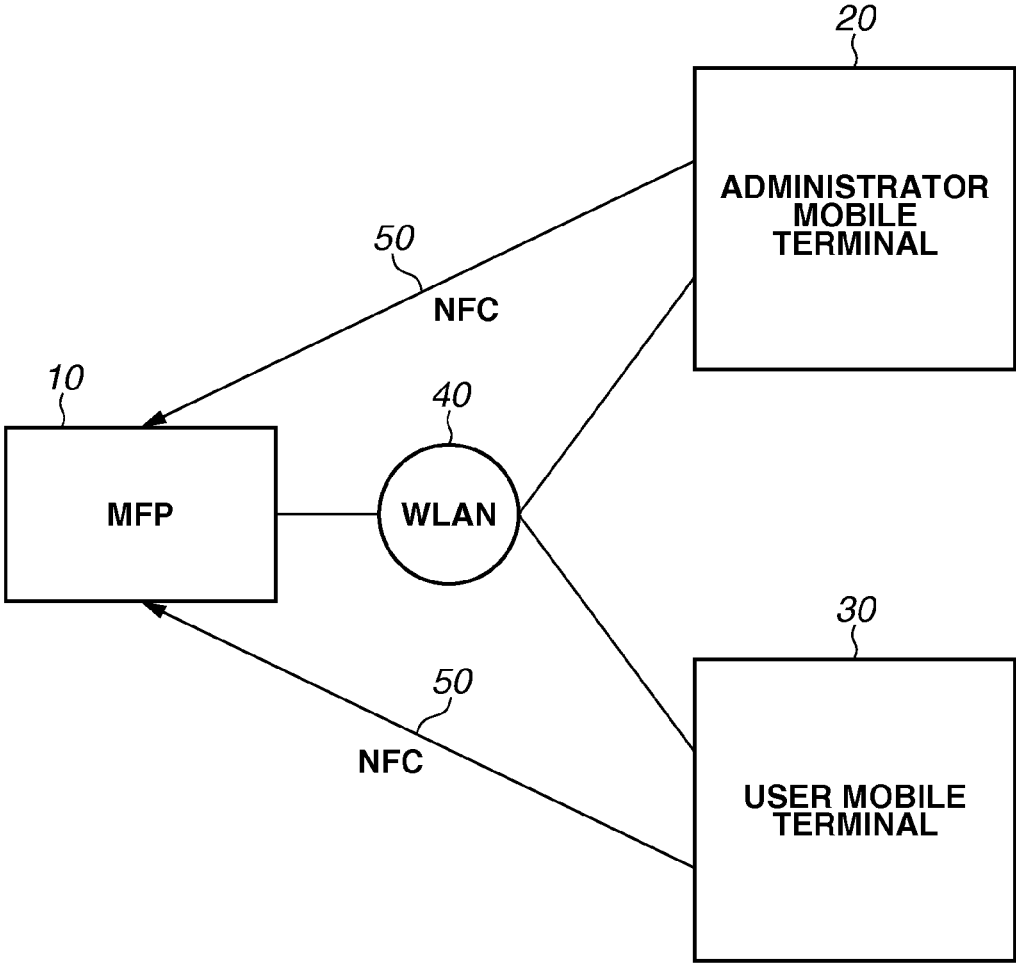 20
ADMINISTRATOR
MOBILE
TERMINAL
50
NFC
10
MFP
40
WLAN
30
USER MOBILE
TERMINAL
50
NFC